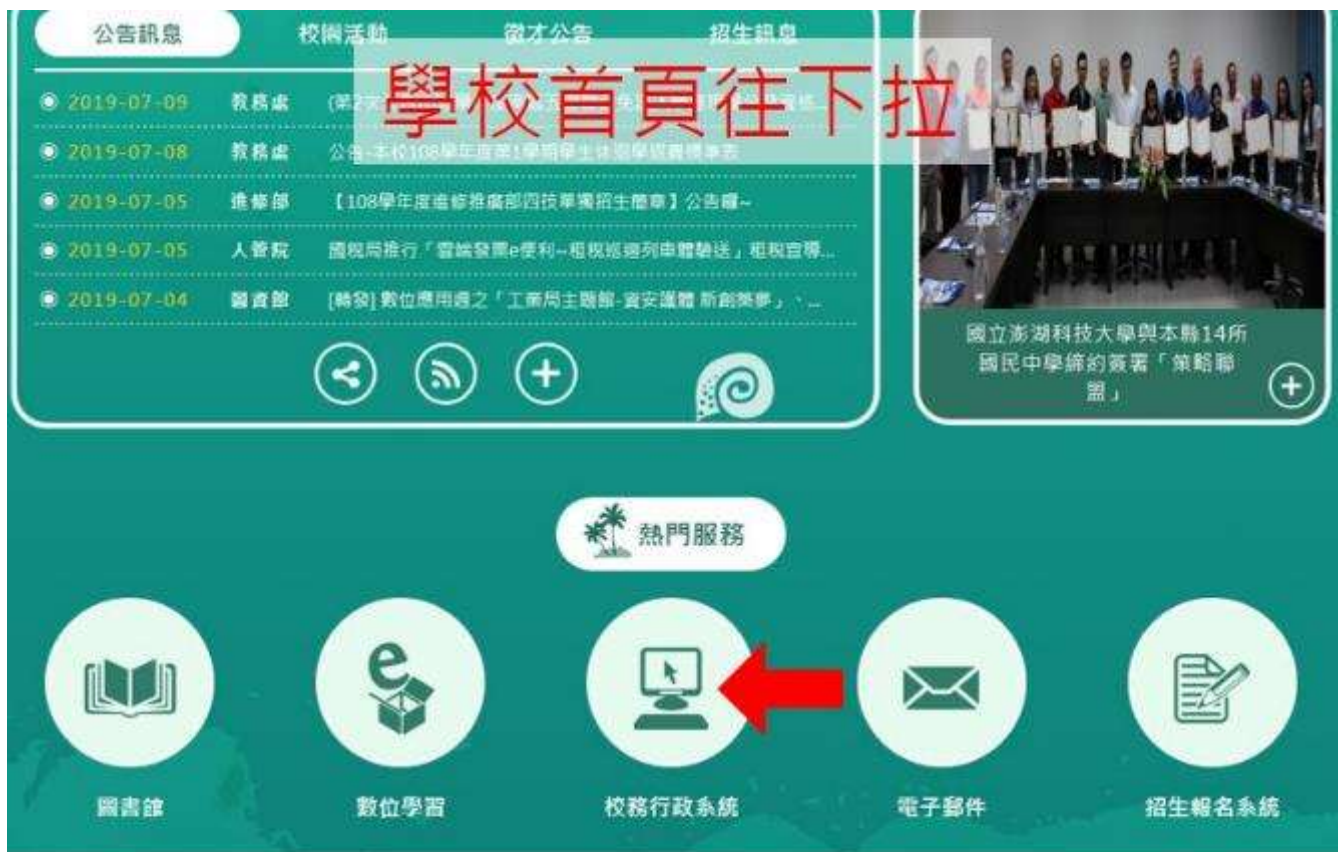 公告訊息 校園活動 徵才公告 招生訊息
學校首頁往下拉
2019-07-09 教務處 (第2次
2019-07-08 教務處 公告-本校108學年度第1學期學生休退學退費標準表
2019-07-05 進修部 【108學年度進修推廣部四技單獨招生簡章】公告囉~
2019-07-05 人管院 國稅局推行「雲端發票e便利~租稅巡迴列車體驗送」租稅宣導...
2019-07-04 圖資館 [轉發] 數位應用週之「工業局主題館-資安護體 新創築夢」、...
國立澎湖科技大學與本縣14所
國民中學締約簽署「策略聯
盟」
熱門服務
圖書館 數位學習 校務行政系統 電子郵件 招生報名系統